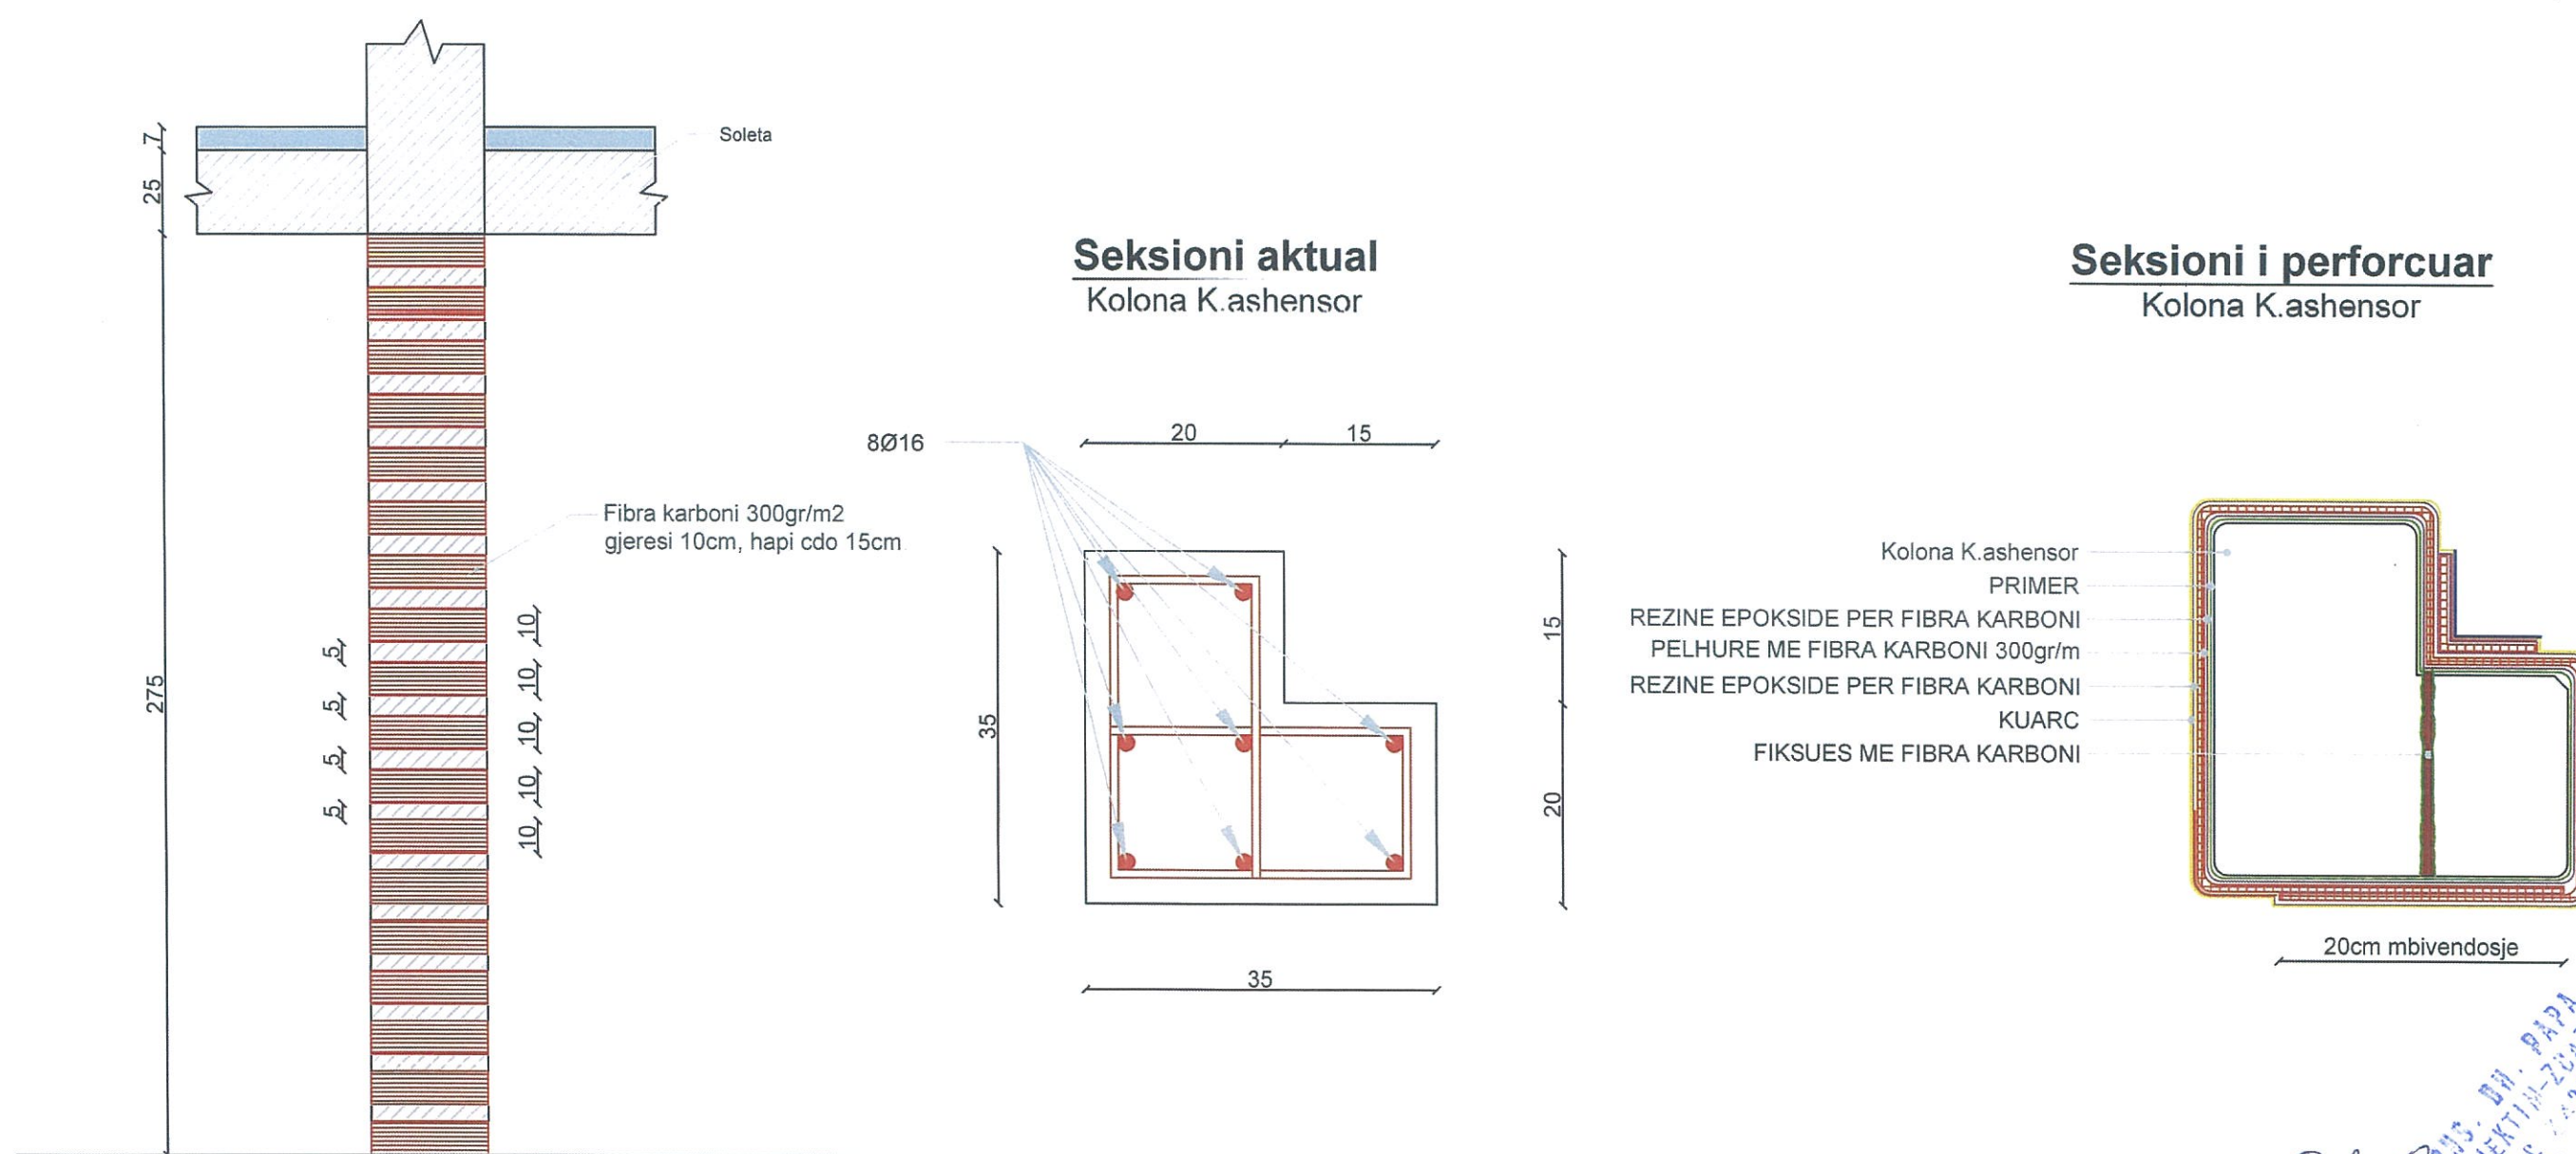 7
25
275
Soleta
Fibra karboni 300gr/m2
gjeresi 10cm, hapi cdo 15cm
5
5
5
5
10
10
10
10
10
Seksioni aktual
Kolona K.ashensor
8Ø16
20
15
35
15
20
35
Seksioni i perforcuar
Kolona K.ashensor
Kolona K.ashensor
PRIMER
REZINE EPOKSIDE PER FIBRA KARBONI
PELHURE ME FIBRA KARBONI 300gr/m
REZINE EPOKSIDE PER FIBRA KARBONI
KUARC
FIKSUES ME FIBRA KARBONI
20cm mbivendosje
DH. PAPA